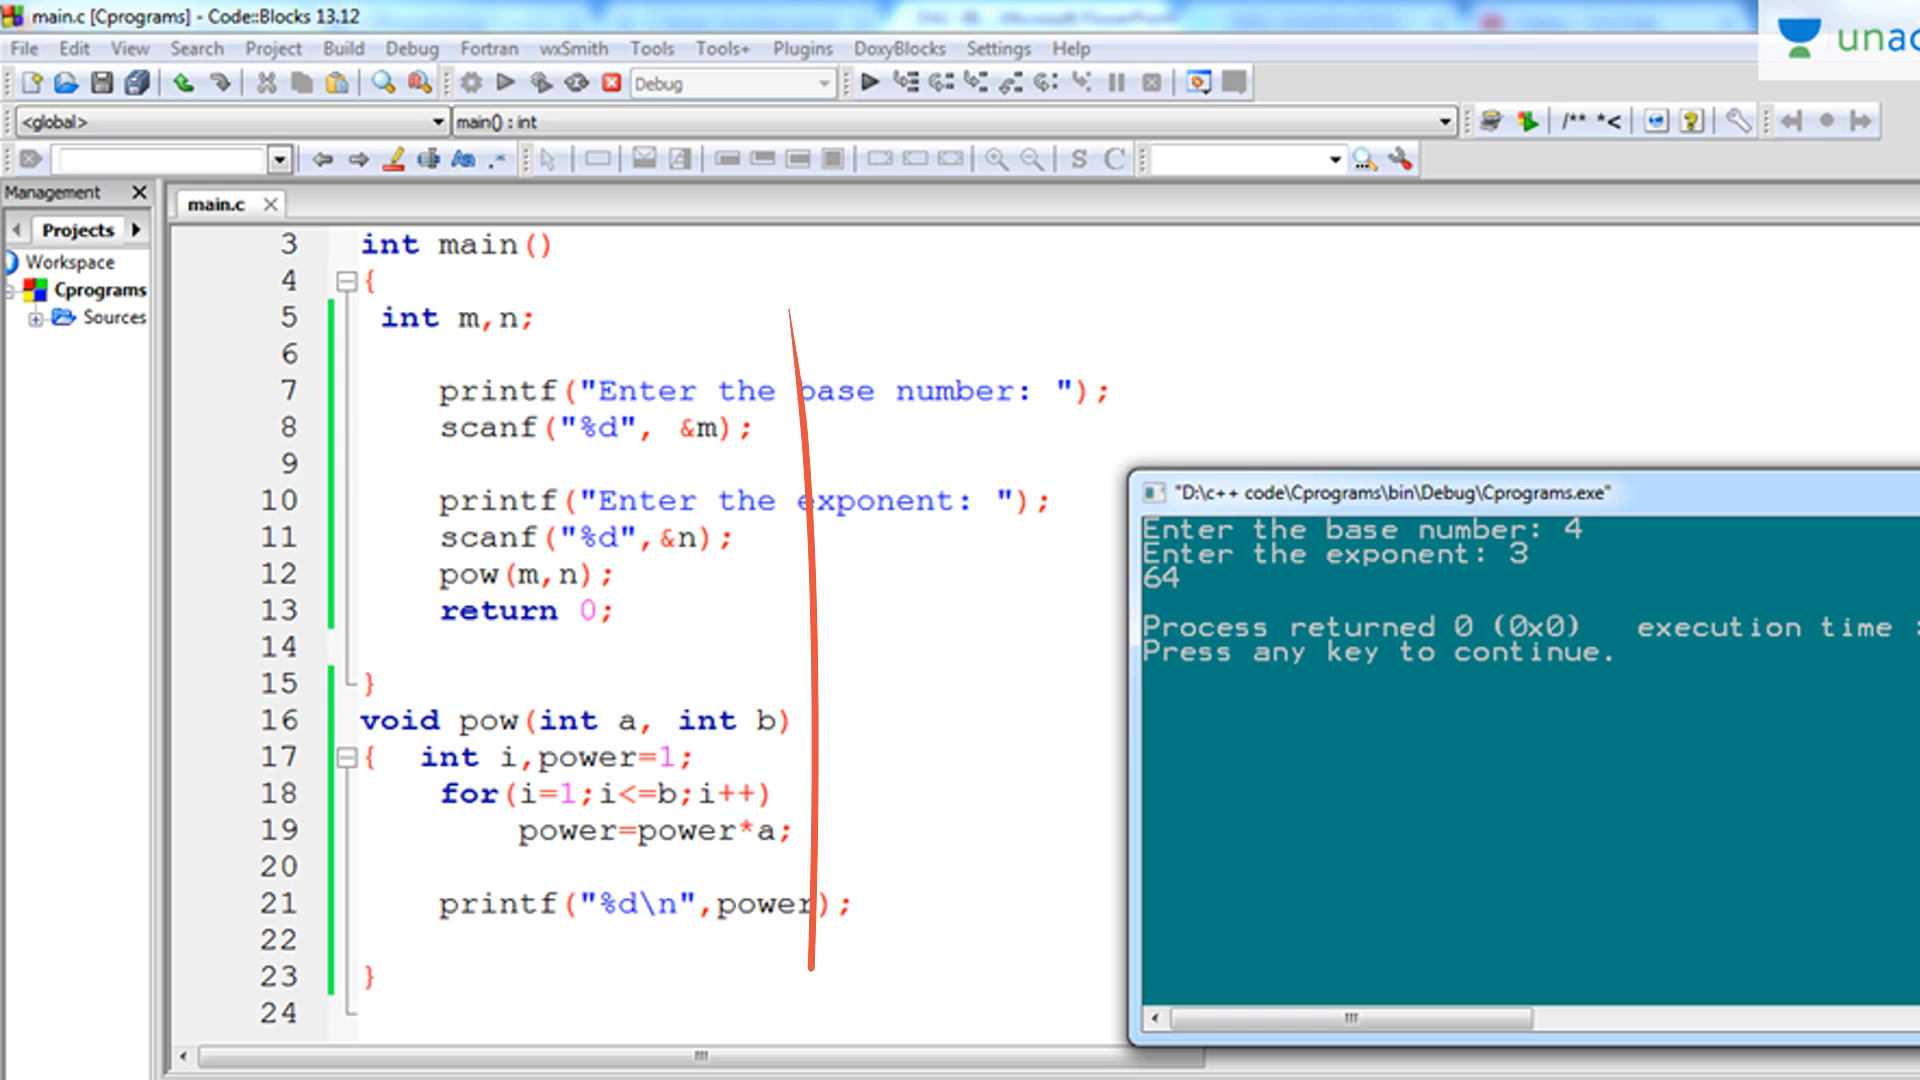 main.c [Cprograms] - Code::Blocks 13.12
File Edit View Search Project Build Debug Fortran wxSmith Tools Tools+ Plugins DoxyBlocks Settings Help
Debug
<global> main() : int
/** *<
S C
Management
Projects
Workspace
Cprograms
Sources
main.c
3 int main()
4 {
5 int m,n;
6
7 printf("Enter the base number: ");
8 scanf("%d", &m);
9
10 printf("Enter the exponent: ");
11 scanf("%d",&n);
12 pow(m,n);
13 return 0;
14
15 }
16 void pow(int a, int b)
17 { int i,power=1;
18 for(i=1;i<=b;i++)
19 power=power*a;
20
21 printf("%d\n",power);
22
23 }
24
"D:\c++ code\Cprograms\bin\Debug\Cprograms.exe"
Enter the base number: 4
Enter the exponent: 3
64
Process returned 0 (0x0) execution time :
Press any key to continue.
unac